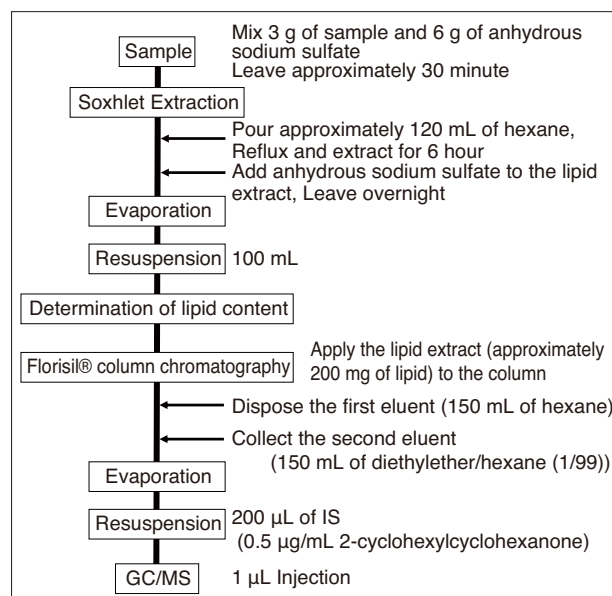 Sample
Mix 3 g of sample and 6 g of anhydrous
sodium sulfate
Leave approximately 30 minute
Soxhlet Extraction
Pour approximately 120 mL of hexane,
Reflux and extract for 6 hour
Add anhydrous sodium sulfate to the lipid
extract, Leave overnight
Evaporation
Resuspension
100 mL
Determination of lipid content
Florisil® column chromatography
Apply the lipid extract (approximately
200 mg of lipid) to the column
Dispose the first eluent (150 mL of hexane)
Collect the second eluent
(150 mL of diethylether/hexane (1/99))
Evaporation
Resuspension
200 µL of IS
(0.5 µg/mL 2-cyclohexylcyclohexanone)
GC/MS
1 µL Injection